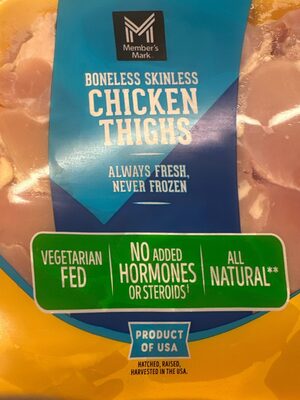 Member's
Mark
BONELESS SKINLESS
CHICKEN
THIGHS
ALWAYS FRESH,
NEVER FROZEN
VEGETARIAN
FED
NO ADDED
HORMONES
OR STEROIDS†
ALL
NATURAL**
PRODUCT
OF USA
HATCHED, RAISED,
HARVESTED IN THE USA.